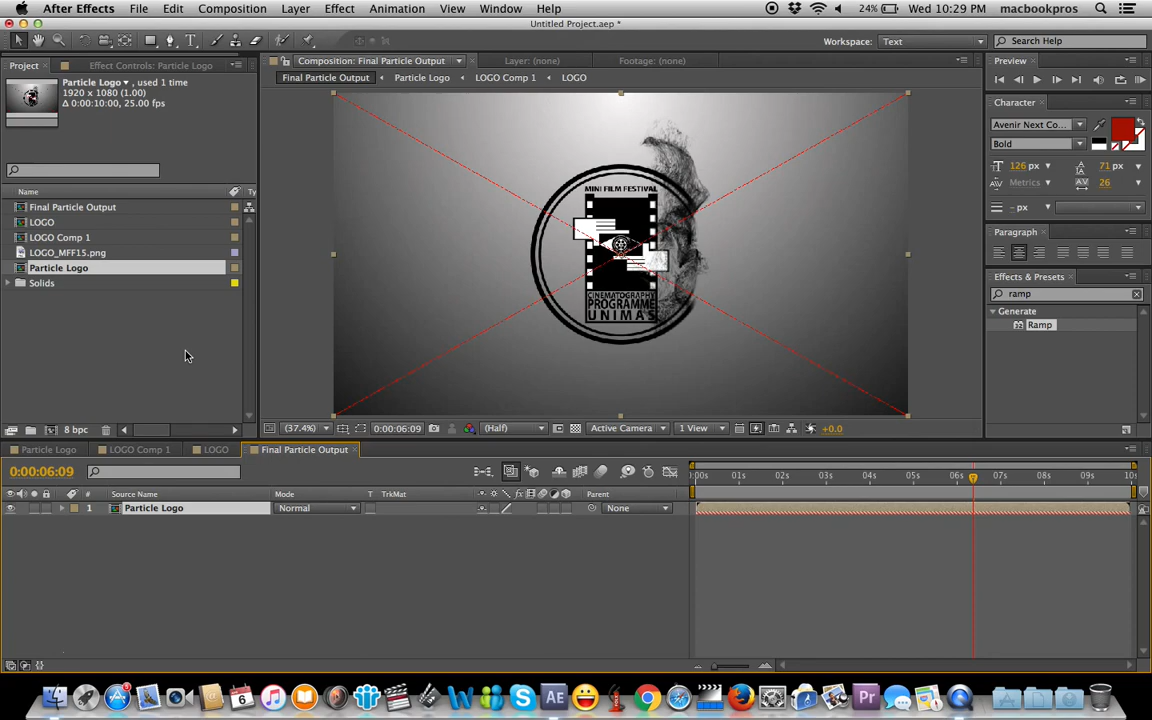 After Effects File Edit Composition Layer Effect Animation View Window Help 24% Wed 10:29 PM macbookpros
Untitled Project.aep *
Workspace: Text Search Help
Project Effect Controls: Particle Logo
Particle Logo, used 1 time
1920 x 1080 (1.00)
Δ 0:00:10:00, 25.00 fps
Name Ty
Final Particle Output
LOGO
LOGO Comp 1
LOGO_MFF15.png
Particle Logo
Solids
8 bpc
Composition: Final Particle Output Layer: (none) Footage: (none)
Final Particle Output Particle Logo LOGO Comp 1 LOGO
MINI FILM FESTIVAL
CINEMATOGRAPHY
PROGRAMME
UNIMAS
(37.4%) 0:00:06:09 (Half) Active Camera 1 View +0.0
Preview
Character
Avenir Next Co...
Bold
126 px 71 px
Metrics 26
- px
Paragraph
Effects & Presets
ramp
Generate
Ramp
Particle Logo LOGO Comp 1 LOGO Final Particle Output
0:00:06:09
:00s 01s 02s 03s 04s 05s 06s 07s 08s 09s 10s
# Source Name Mode T TrkMat Parent
1 Particle Logo Normal None